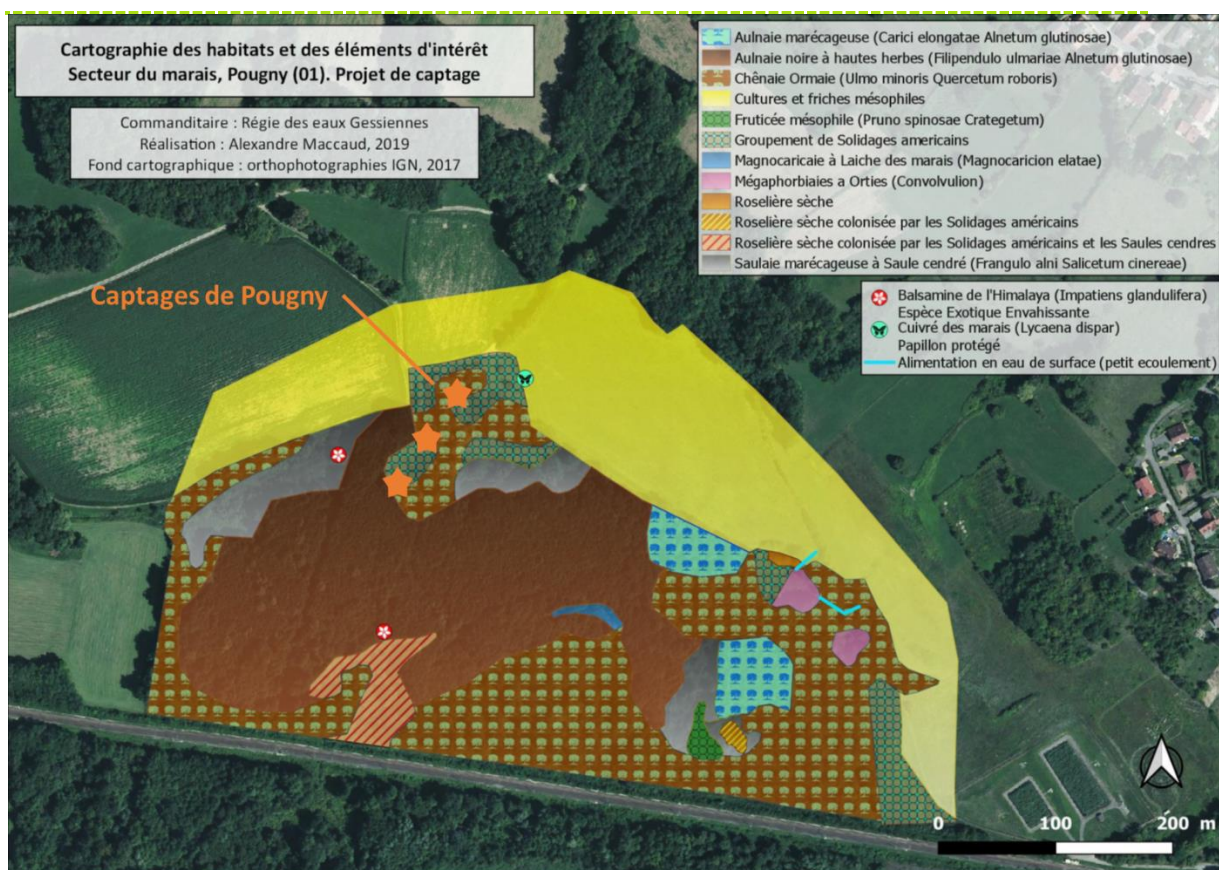 Cartographie des habitats et des éléments d'intérêt
Secteur du marais, Pougny (01). Projet de captage
Commanditaire : Régie des eaux Gessiennes
Réalisation : Alexandre Maccaud, 2019
Fond cartographique : orthophotographies IGN, 2017
Aulnaie marécageuse (Carici elongatae Alnetum glutinosae)
Aulnaie noire à hautes herbes (Filipendulo ulmariae Alnetum glutinosae)
Chênaie Ormaie (Ulmo minoris Quercetum roboris)
Cultures et friches mésophiles
Fruticée mésophile (Pruno spinosae Crategetum)
Groupement de Solidages americains
Magnocaricaie à Laiche des marais (Magnocaricion elatae)
Mégaphorbiaies a Orties (Convolvulion)
Roselière sèche
Roselière sèche colonisée par les Solidages américains
Roselière sèche colonisée par les Solidages américains et les Saules cendres
Saulaie marécageuse à Saule cendré (Frangulo alni Salicetum cinereae)
Balsamine de l'Himalaya (Impatiens glandulifera)
Espèce Exotique Envahissante
Cuivré des marais (Lycaena dispar)
Papillon protégé
Alimentation en eau de surface (petit ecoulement)
Captages de Pougny
0 100 200 m